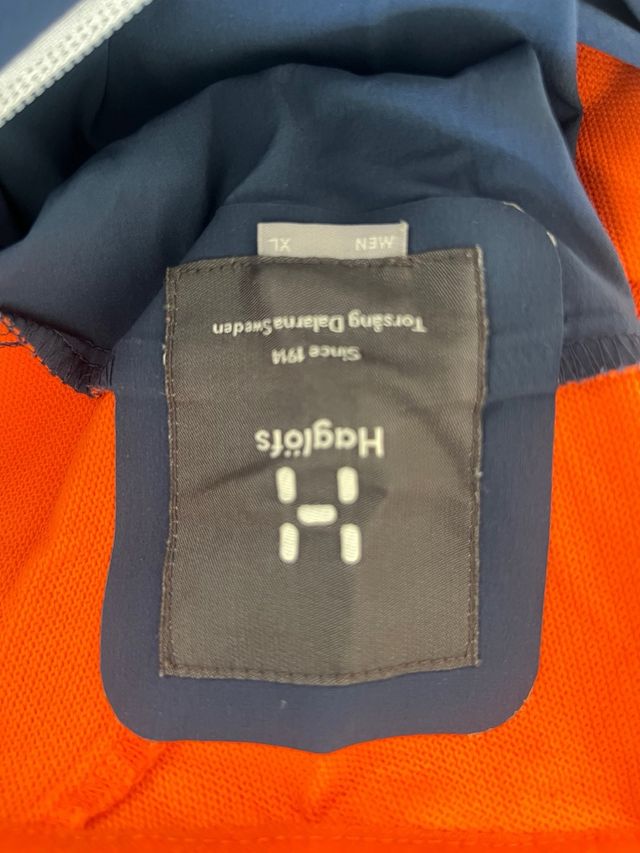 Haglöfs
Since 1914
Torsång Dalarna Sweden
MEN XL